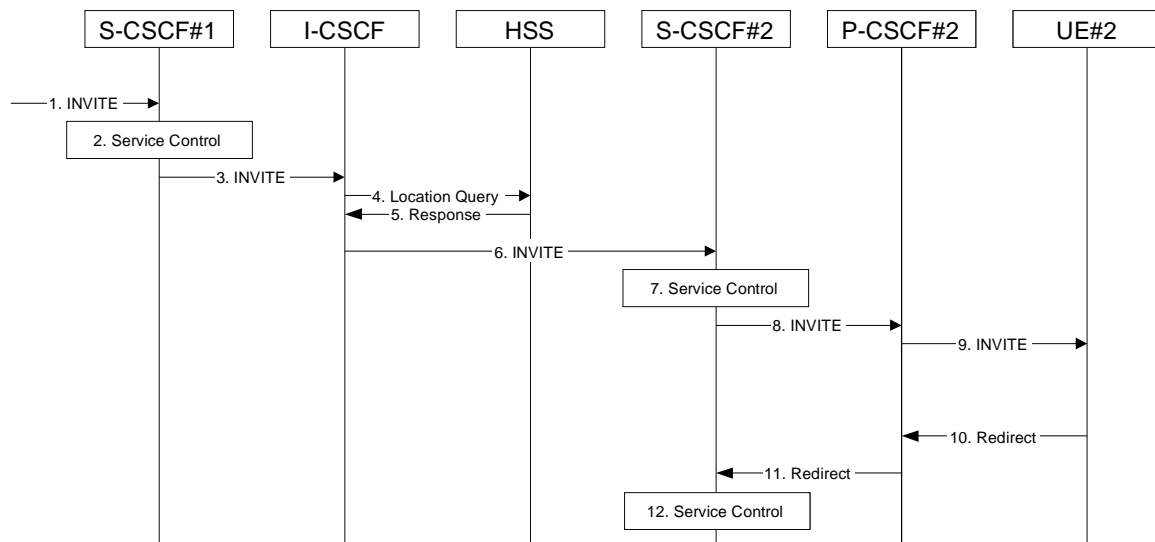 S-CSCF#1
I-CSCF
HSS
S-CSCF#2
P-CSCF#2
UE#2
1. INVITE
2. Service Control
3. INVITE
4. Location Query
5. Response
6. INVITE
7. Service Control
8. INVITE
9. INVITE
10. Redirect
11. Redirect
12. Service Control